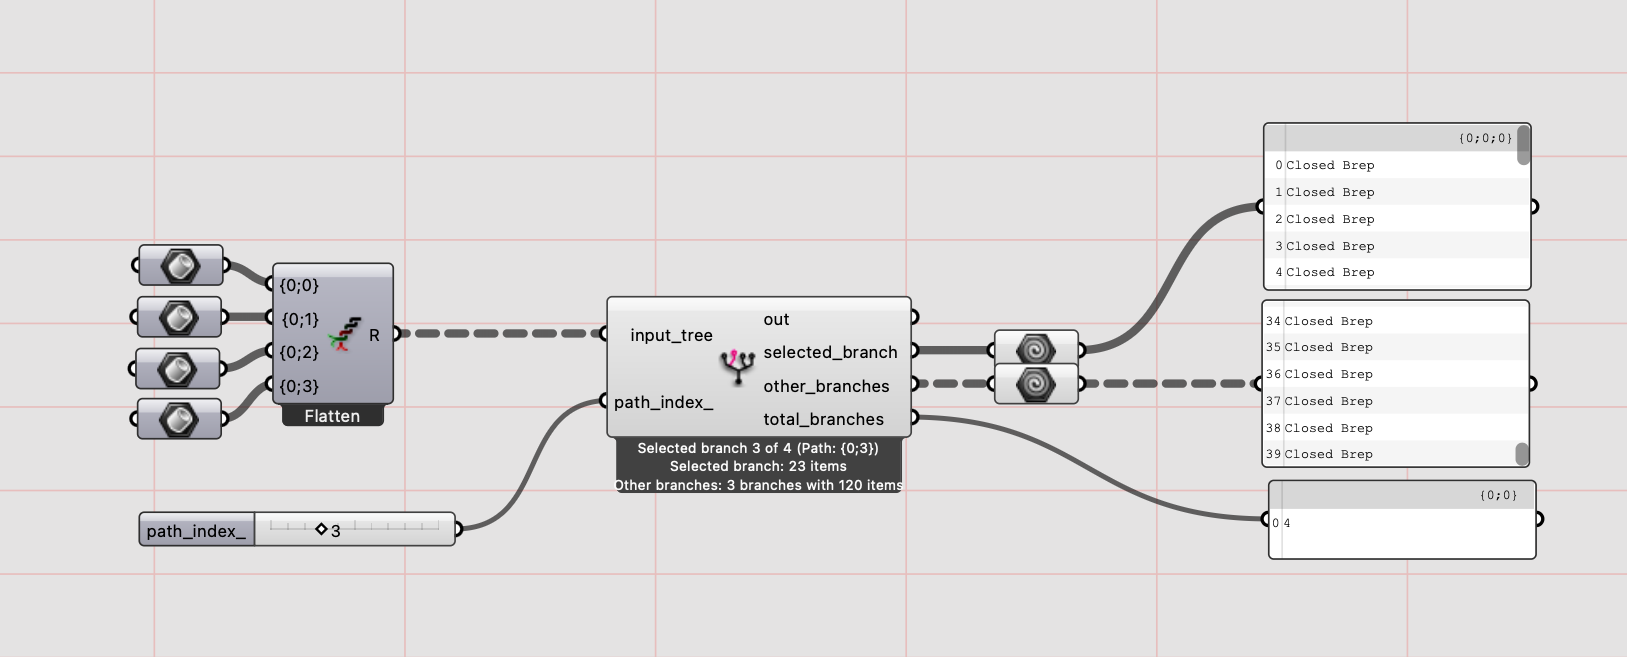 {0;0}
{0;1}
{0;2}
{0;3}
R
Flatten
path_index_
3
input_tree
path_index_
out
selected_branch
other_branches
total_branches
Selected branch 3 of 4 (Path: {0;3})
Selected branch: 23 items
Other branches: 3 branches with 120 items
{0;0;0}
0 Closed Brep
1 Closed Brep
2 Closed Brep
3 Closed Brep
4 Closed Brep
34 Closed Brep
35 Closed Brep
36 Closed Brep
37 Closed Brep
38 Closed Brep
39 Closed Brep
{0;0}
0 4